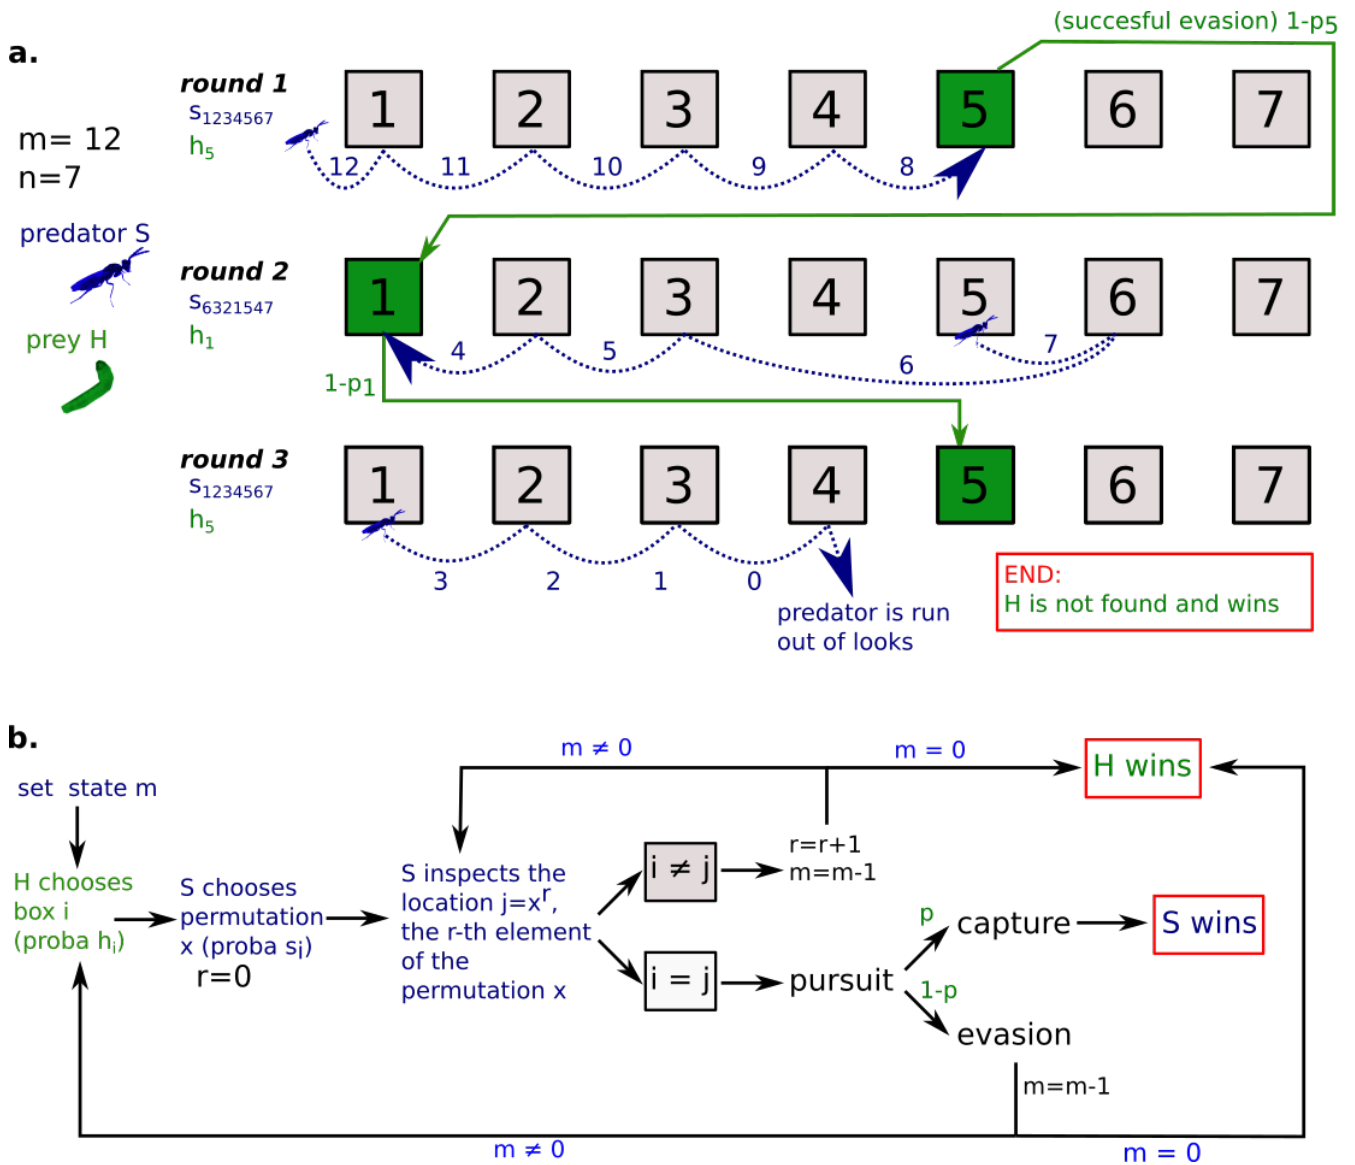 (succesful evasion) 1-p5
a.
round 1
s1234567
h5
m= 12
n=7
1 2 3 4 5 6 7
12 11 10 9 8
predator S
prey H
round 2
s6321547
h1
1 2 3 4 5 6 7
4 5 6 7
1-p1
round 3
s1234567
h5
1 2 3 4 5 6 7
3 2 1 0
predator is run
out of looks
END:
H is not found and wins
b.
m ≠ 0
m = 0
H wins
set state m
H chooses
box i
(proba hi)
S chooses
permutation
x (proba si)
r=0
S inspects the
location j=x^r,
the r-th element
of the
permutation x
i ≠ j
r=r+1
m=m-1
i = j
pursuit
p
capture
S wins
1-p
evasion
m=m-1
m ≠ 0
m = 0